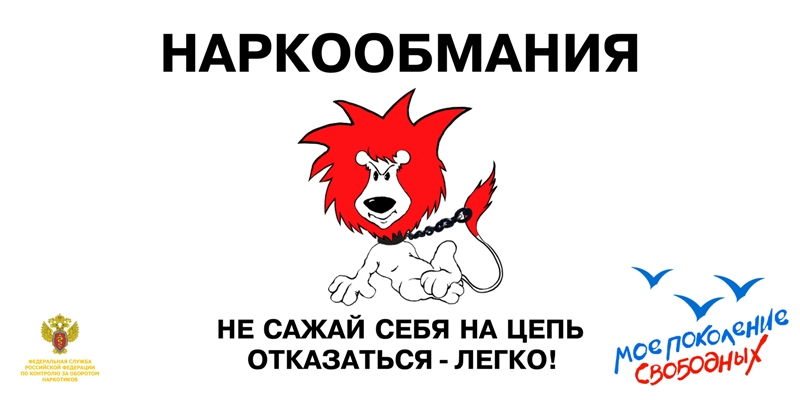 НАРКООБМАНИЯ
НЕ САЖАЙ СЕБЯ НА ЦЕПЬ
ОТКАЗАТЬСЯ - ЛЕГКО!
ФЕДЕРАЛЬНАЯ СЛУЖБА
РОССИЙСКОЙ ФЕДЕРАЦИИ
ПО КОНТРОЛЮ ЗА ОБОРОТОМ
НАРКОТИКОВ
мое поколение
свободных